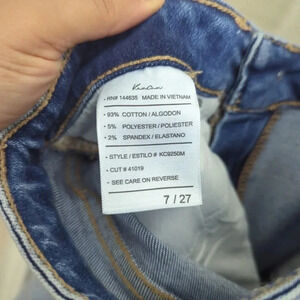 KanCan
- RN# 144635 MADE IN VIETNAM
- 93% COTTON / ALGODON
- 5% POLYESTER / POLIESTER
- 2% SPANDEX / ELASTANO
- STYLE / ESTILO # KC9250M
- CUT # 41019
- SEE CARE ON REVERSE
7 / 27